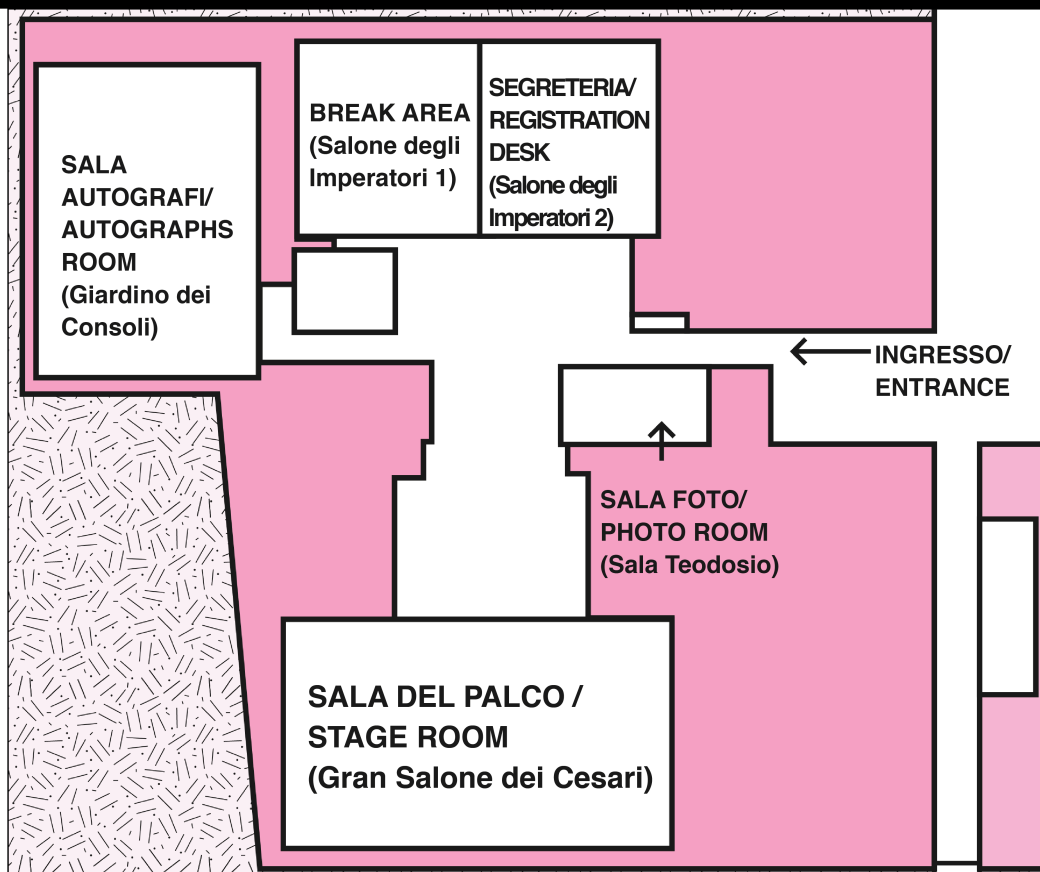 BREAK AREA
(Salone degli
Imperatori 1)
SEGRETERIA/
REGISTRATION
DESK
(Salone degli
Imperatori 2)
SALA
AUTOGRAFI/
AUTOGRAPHS
ROOM
(Giardino dei
Consoli)
INGRESSO/
ENTRANCE
SALA FOTO/
PHOTO ROOM
(Sala Teodosio)
SALA DEL PALCO /
STAGE ROOM
(Gran Salone dei Cesari)